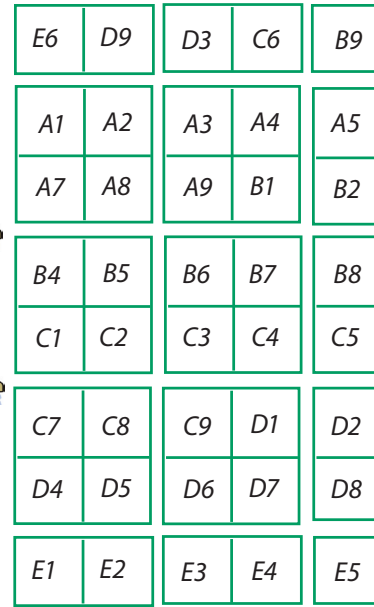 E6 D9 D3 C6 B9
A1 A2 A3 A4 A5
A7 A8 A9 B1 B2
B4 B5 B6 B7 B8
C1 C2 C3 C4 C5
C7 C8 C9 D1 D2
D4 D5 D6 D7 D8
E1 E2 E3 E4 E5